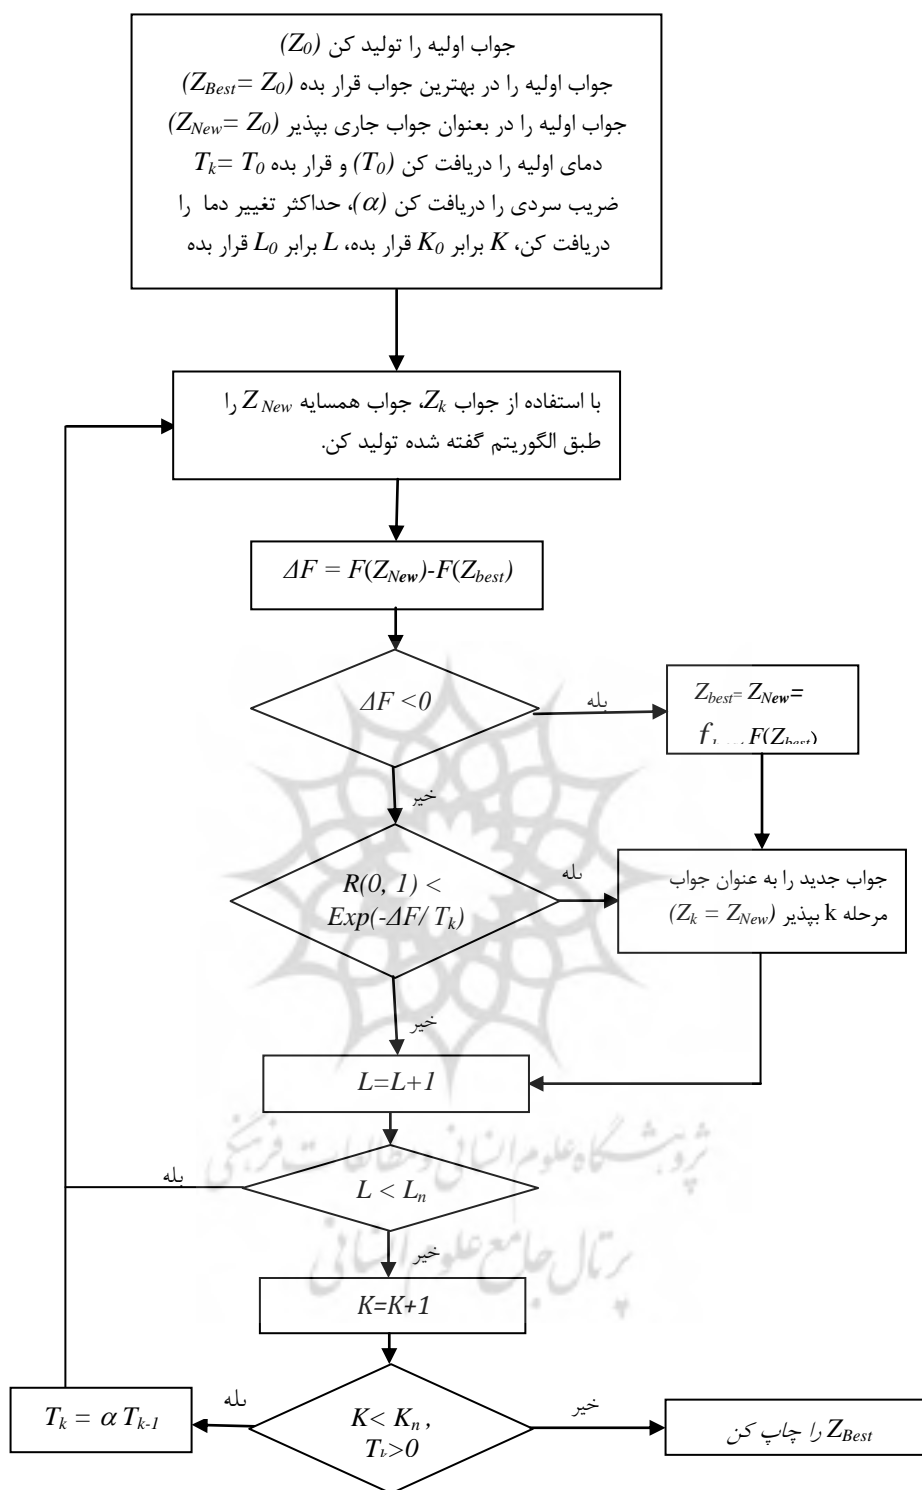 جواب اولیه را تولید کن (Z0)
جواب اولیه را در بهترین جواب قرار بده (ZBest= Z0)
جواب اولیه را در بعنوان جواب جاری بپذیر (ZNew= Z0)
دمای اولیه را دریافت کن (T0) و قرار بده Tk= T0
ضریب سردی را دریافت کن (α)، حداکثر تغییر دما را
دریافت کن، K برابر K0 قرار بده، L برابر L0 قرار بده
با استفاده از جواب Zk، جواب همسایه ZNew را
طبق الگوریتم گفته شده تولید کن.
ΔF = F(ZNew)-F(Zbest)
ΔF <0
بله
Zbest= ZNew=
F(Zbest)
خیر
R(0, 1) <
Exp(-ΔF/ Tk)
بله
جواب جدید را به عنوان جواب
مرحله k بپذیر (Zk = ZNew)
خیر
L=L+1
پژوهشگاه علوم انسانی و مطالعات فرهنگی
L < Ln
بله
پرتال جامع علوم انسانی
خیر
K=K+1
K< Kn ,
Tk>0
بله
Tk = α Tk-1
خیر
ZBest را چاپ کن